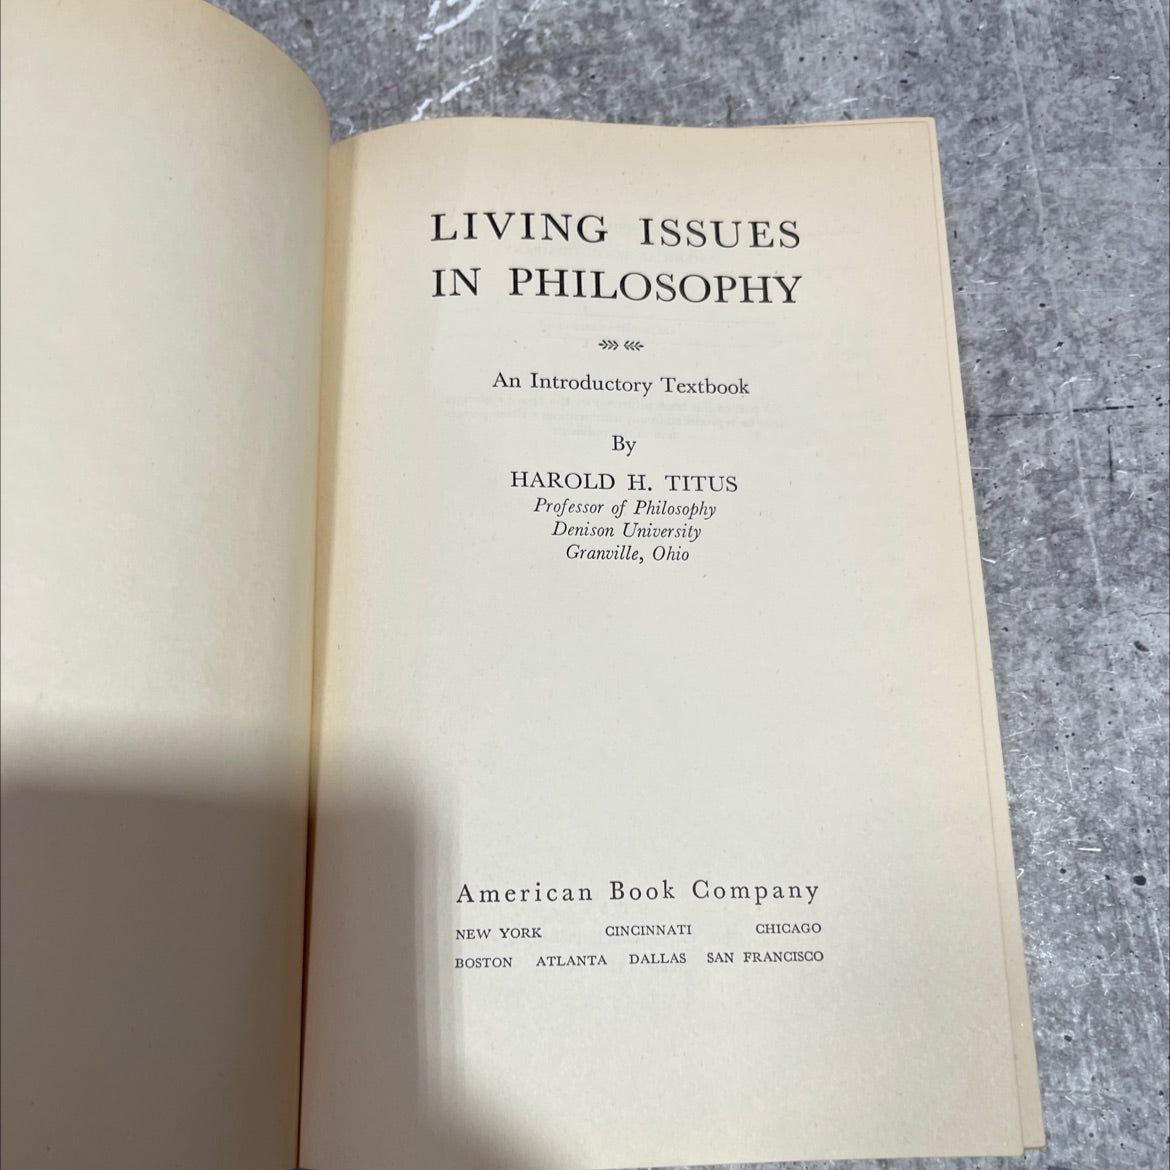 LIVING ISSUES
IN PHILOSOPHY
An Introductory Textbook
By
HAROLD H. TITUS
Professor of Philosophy
Denison University
Granville, Ohio
American Book Company
NEW YORK CINCINNATI CHICAGO
BOSTON ATLANTA DALLAS SAN FRANCISCO